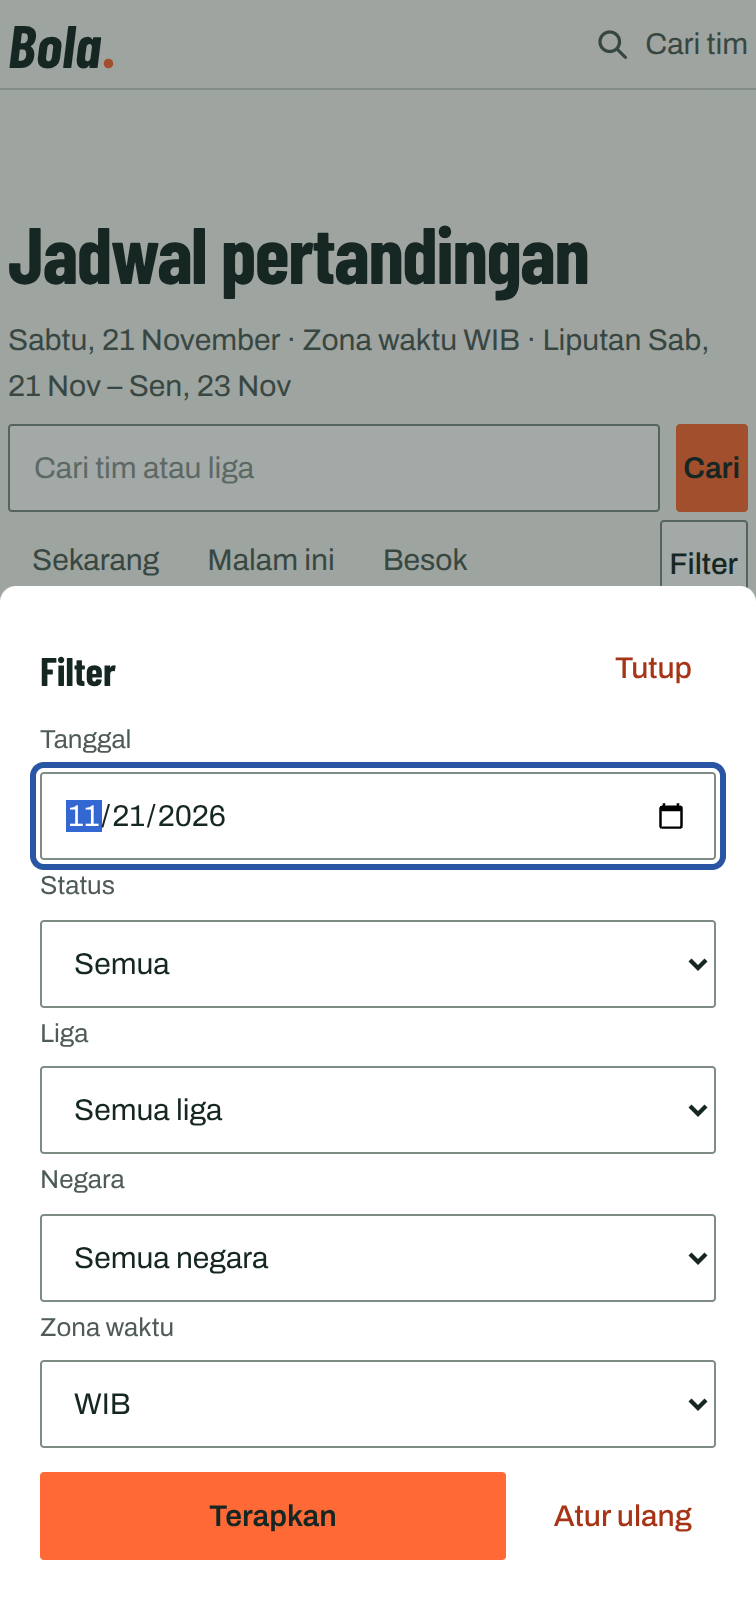 Bola.
Cari tim
Jadwal pertandingan
Sabtu, 21 November · Zona waktu WIB · Liputan Sab,
21 Nov – Sen, 23 Nov
Cari tim atau liga
Cari
Sekarang
Malam ini
Besok
Filter
Filter
Tutup
Tanggal
11/21/2026
Status
Semua
Liga
Semua liga
Negara
Semua negara
Zona waktu
WIB
Terapkan
Atur ulang